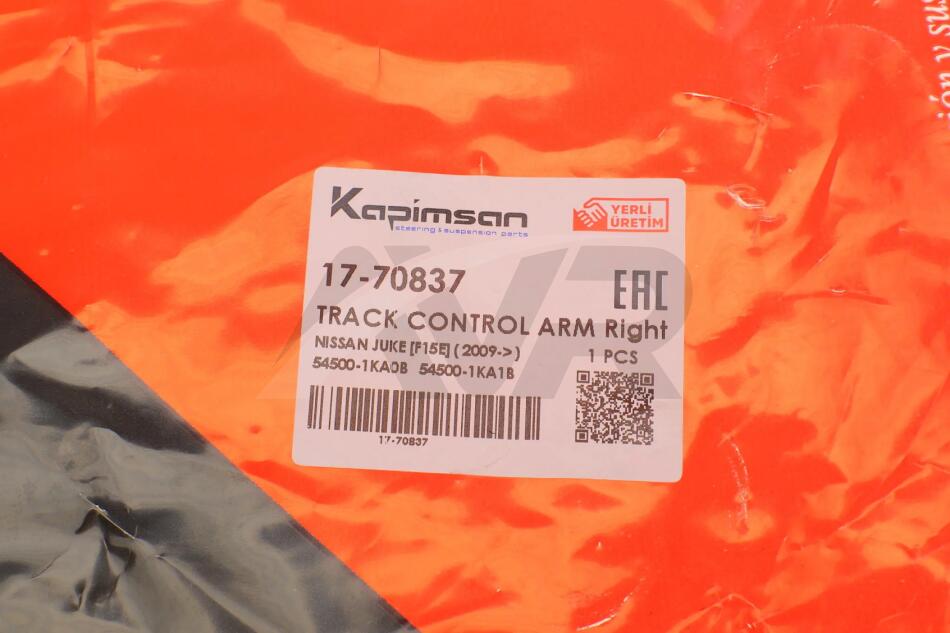 Kapimsan
steering & suspension parts
YERLİ
ÜRETİM
17-70837
EAC
TRACK CONTROL ARM Right
NISSAN JUKE [F15E] ( 2009-> )
1 PCS
54500-1KA0B 54500-1KA1B
17-70837
AVR